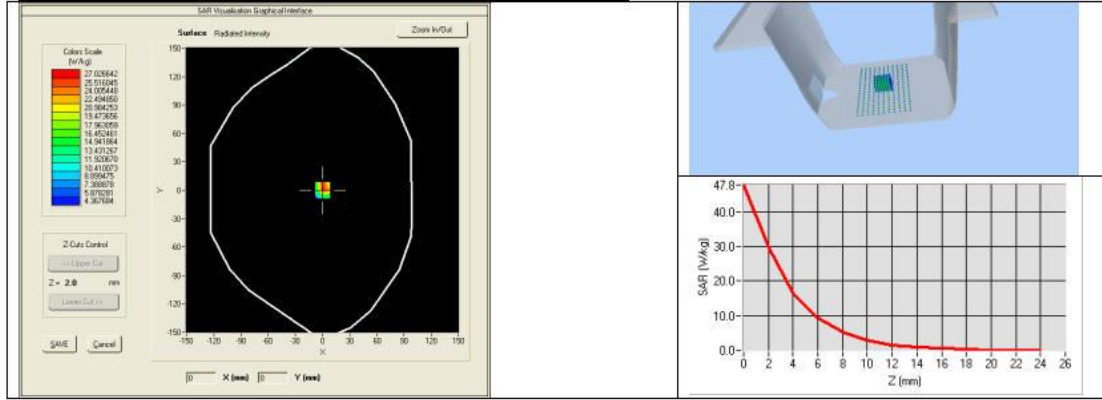 SAR Visualisation Graphical Interface
Surface Radiated Intensity
Zoom In/Out
Colors Scale
(W/kg)
27.026642
25.516045
24.005448
22.494850
20.984253
19.473656
17.963059
16.452461
14.941864
13.431267
11.920670
10.410073
8.899475
7.388878
5.878281
4.367684
150
120
90
60
30
0
-30
-60
-90
-120
-150
Y
-150 -120 -90 -60 -30 0 30 60 90 120 150
X
Z-Cuts Control
<< Upper Cut
Z = 2.0 mm
Lower Cut >>
SAVE Cancel
0 X (mm) 0 Y (mm)
47.8
40.0
30.0
20.0
10.0
0.0
SAR (W/kg)
0 2 4 6 8 10 12 14 16 18 20 22 24 26
Z (mm)